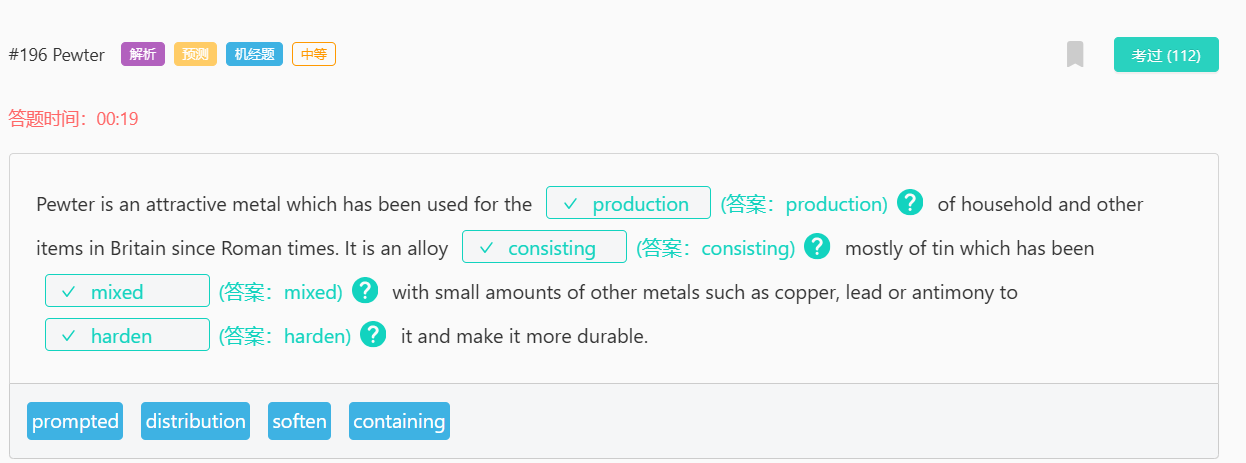 #196 Pewter 解析 预测 机经题 中等 考过 (112)
答题时间：00:19
Pewter is an attractive metal which has been used for the ✓ production (答案：production) ? of household and other
items in Britain since Roman times. It is an alloy ✓ consisting (答案：consisting) ? mostly of tin which has been
✓ mixed (答案：mixed) ? with small amounts of other metals such as copper, lead or antimony to
✓ harden (答案：harden) ? it and make it more durable.
prompted distribution soften containing